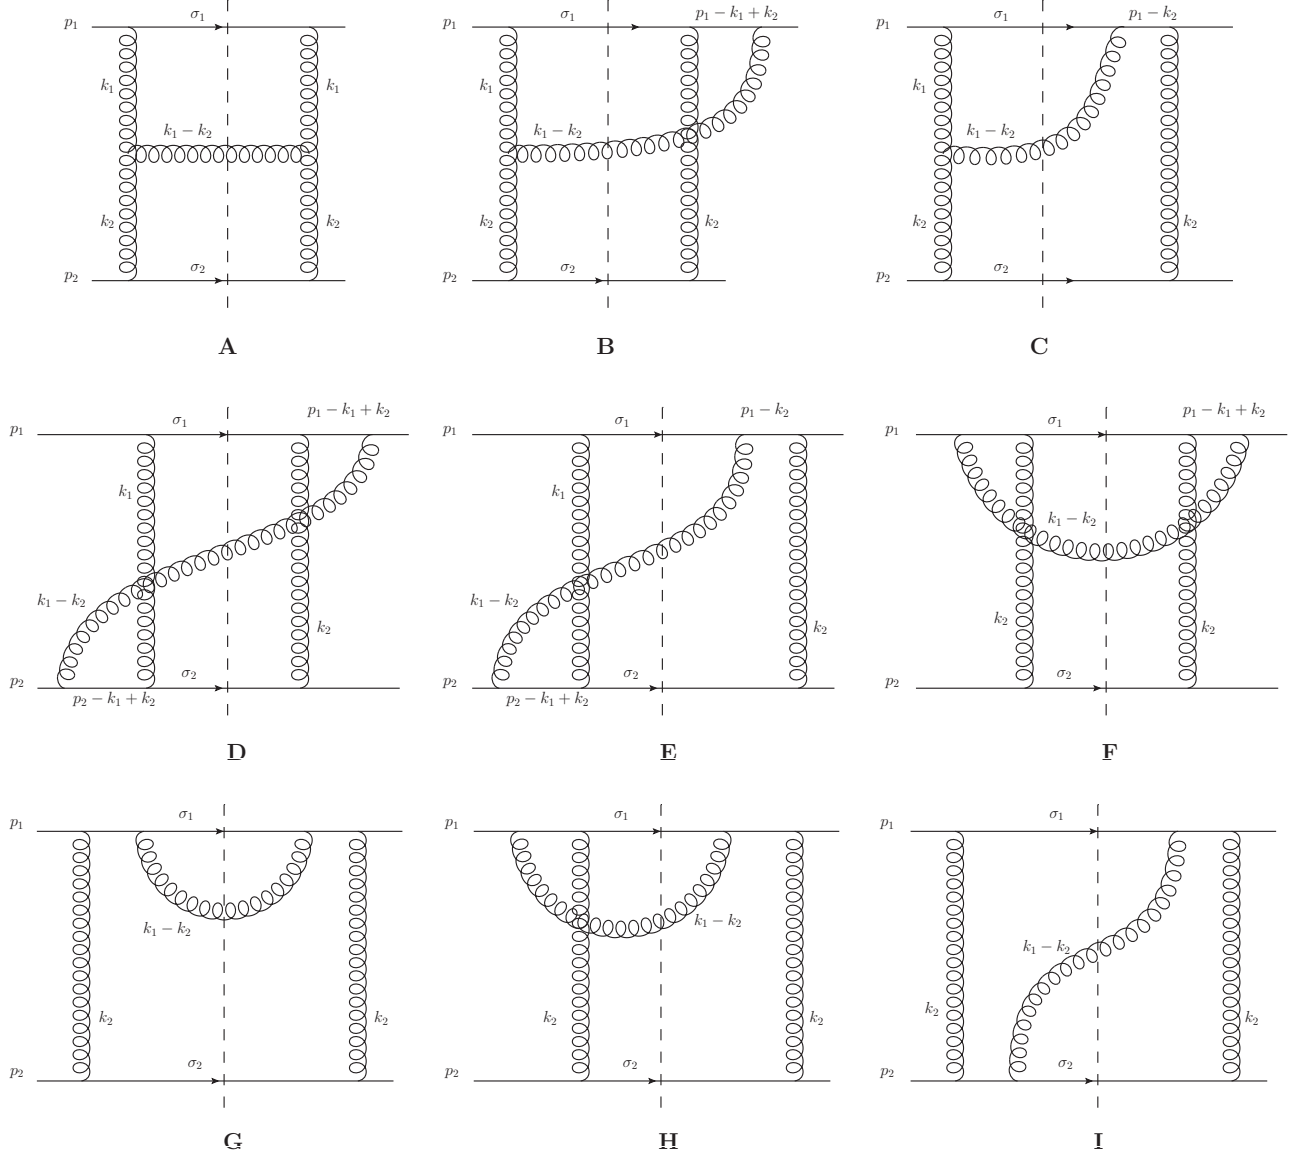 p₁ σ₁
k₁ k₁
k₁ − k₂
k₂ k₂
p₂ σ₂
A
p₁ σ₁ p₁ − k₁ + k₂
k₁
k₁ − k₂
k₂ k₂
p₂ σ₂
B
p₁ σ₁ p₁ − k₂
k₁
k₁ − k₂
k₂ k₂
p₂ σ₂
C
p₁ σ₁ p₁ − k₁ + k₂
k₁
k₁ − k₂ k₂
p₂ σ₂
p₂ − k₁ + k₂
D
p₁ σ₁ p₁ − k₂
k₁
k₁ − k₂ k₂
p₂ σ₂
p₂ − k₁ + k₂
E
p₁ σ₁ p₁ − k₁ + k₂
k₁ − k₂
k₂ k₂
p₂ σ₂
F
p₁ σ₁
k₁ − k₂
k₂ k₂
p₂ σ₂
G
p₁ σ₁
k₁ − k₂
k₂ k₂
p₂ σ₂
H
p₁ σ₁
k₁ − k₂
k₂ k₂
p₂ σ₂
I